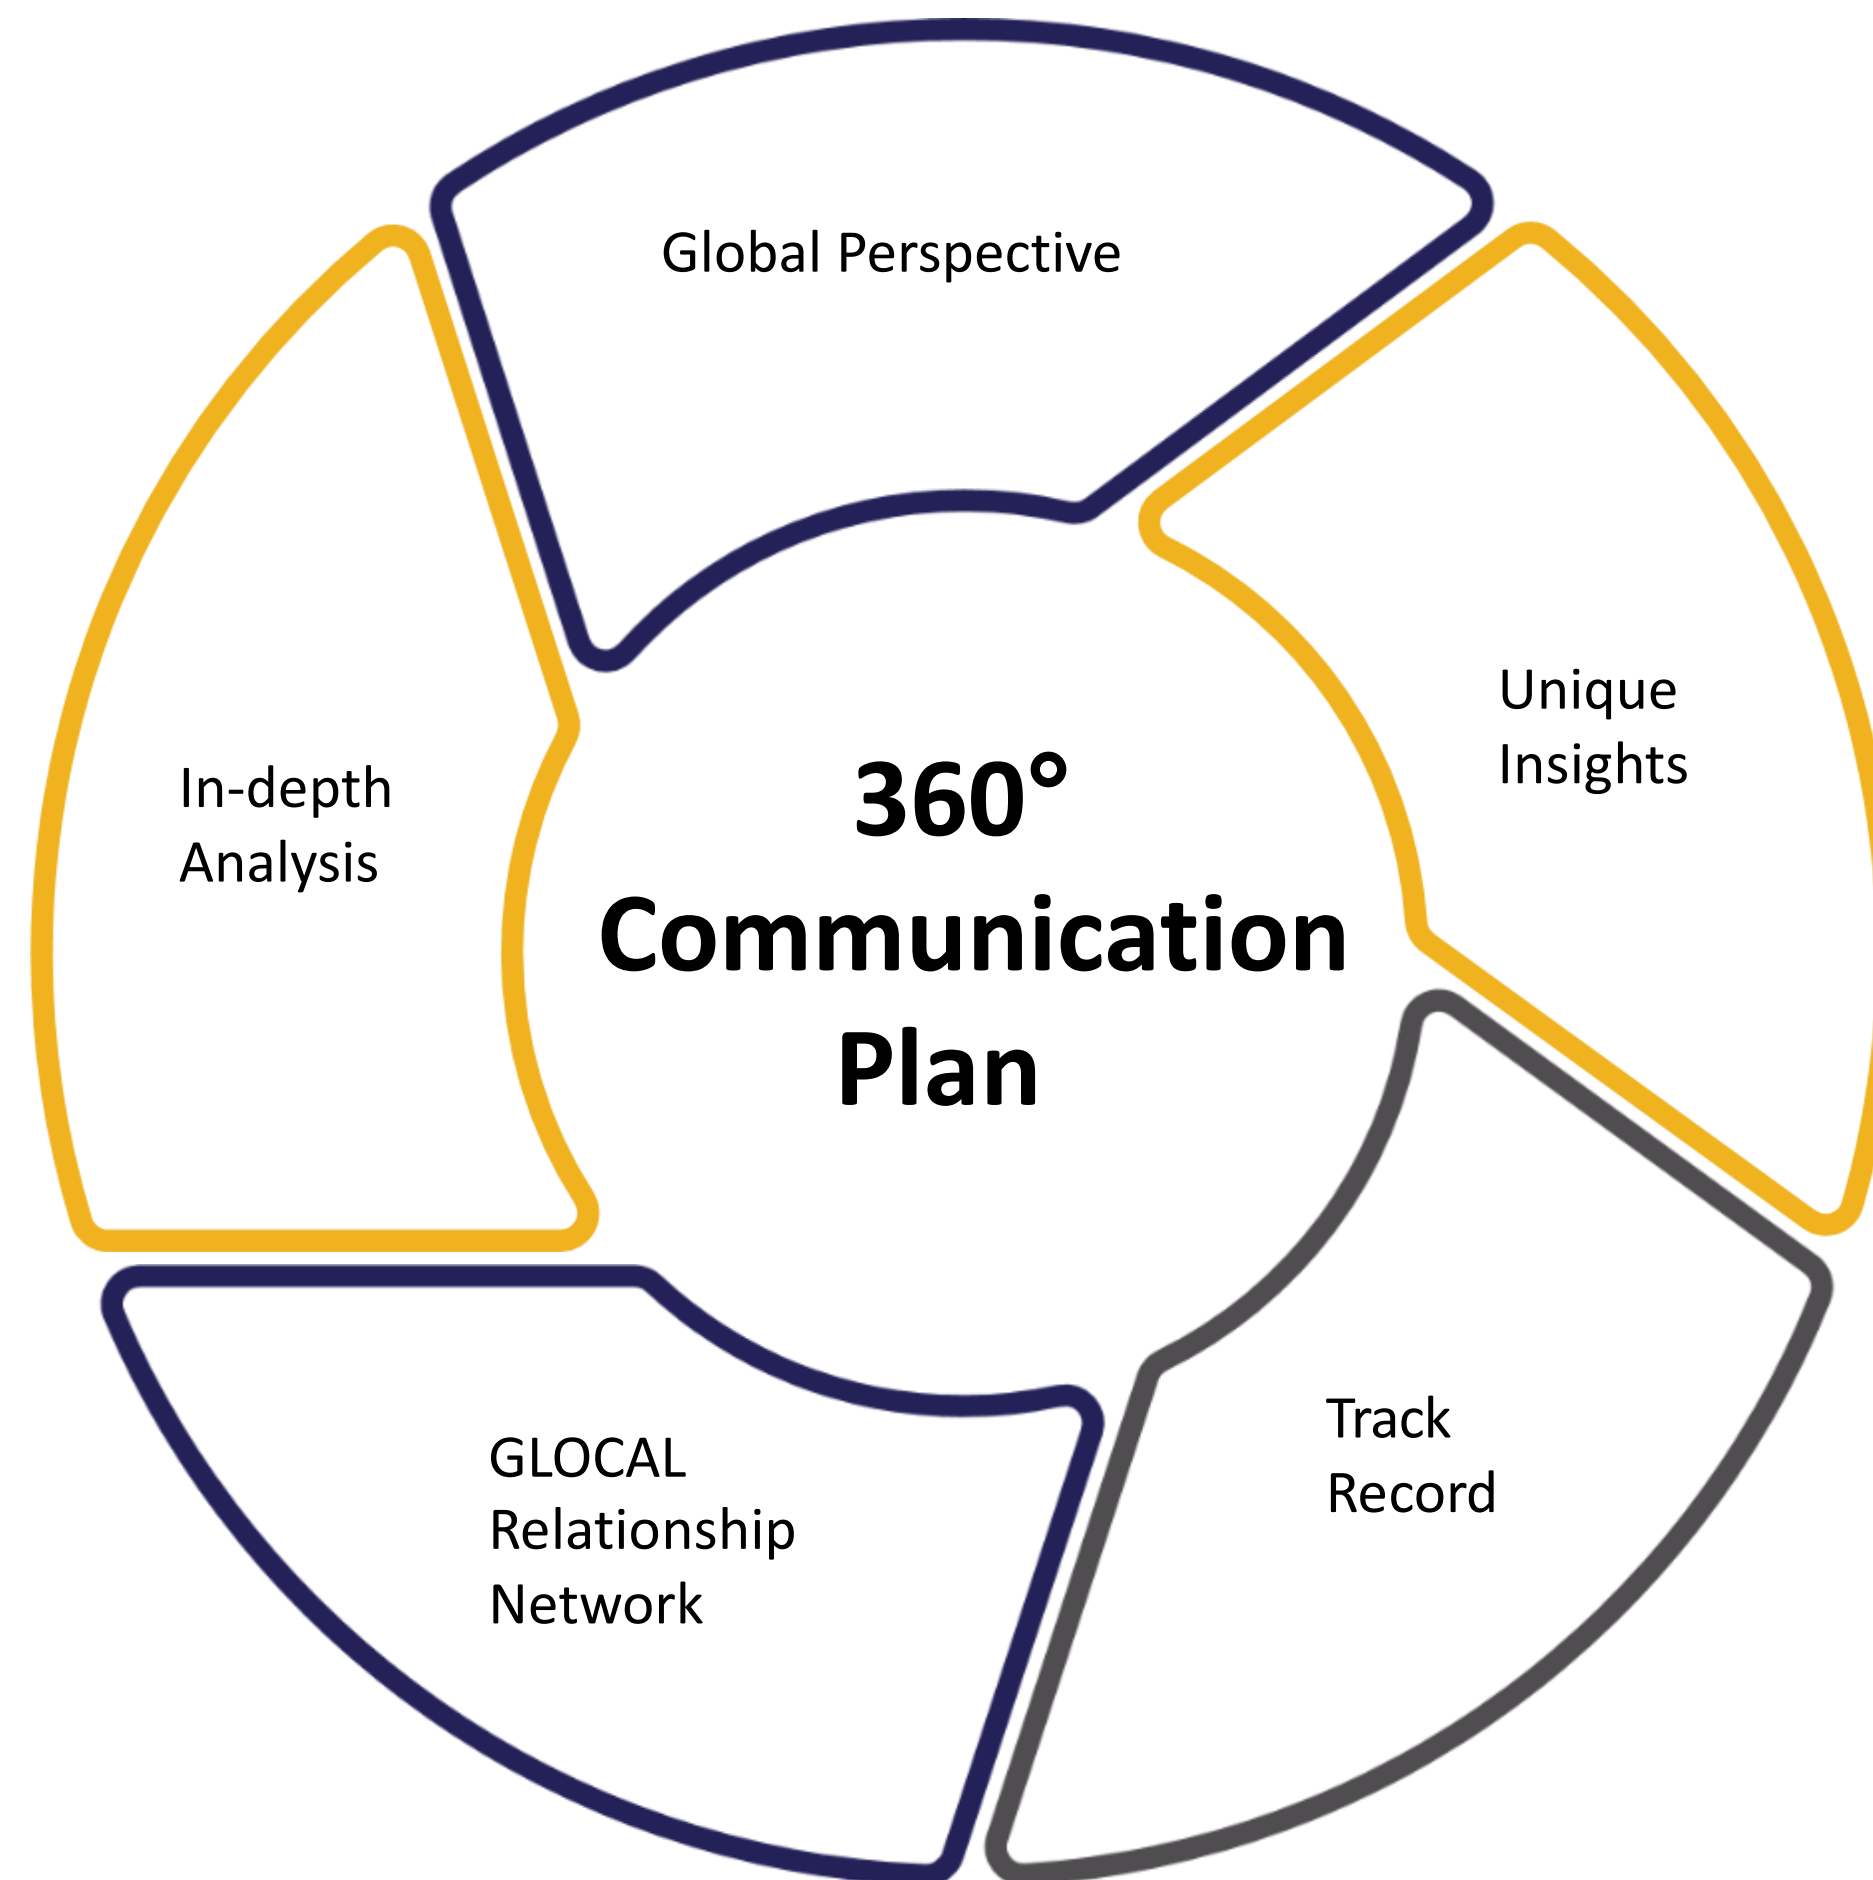 Global Perspective
Unique
Insights
In-depth
Analysis
360°
Communication
Plan
Track
Record
GLOCAL
Relationship
Network